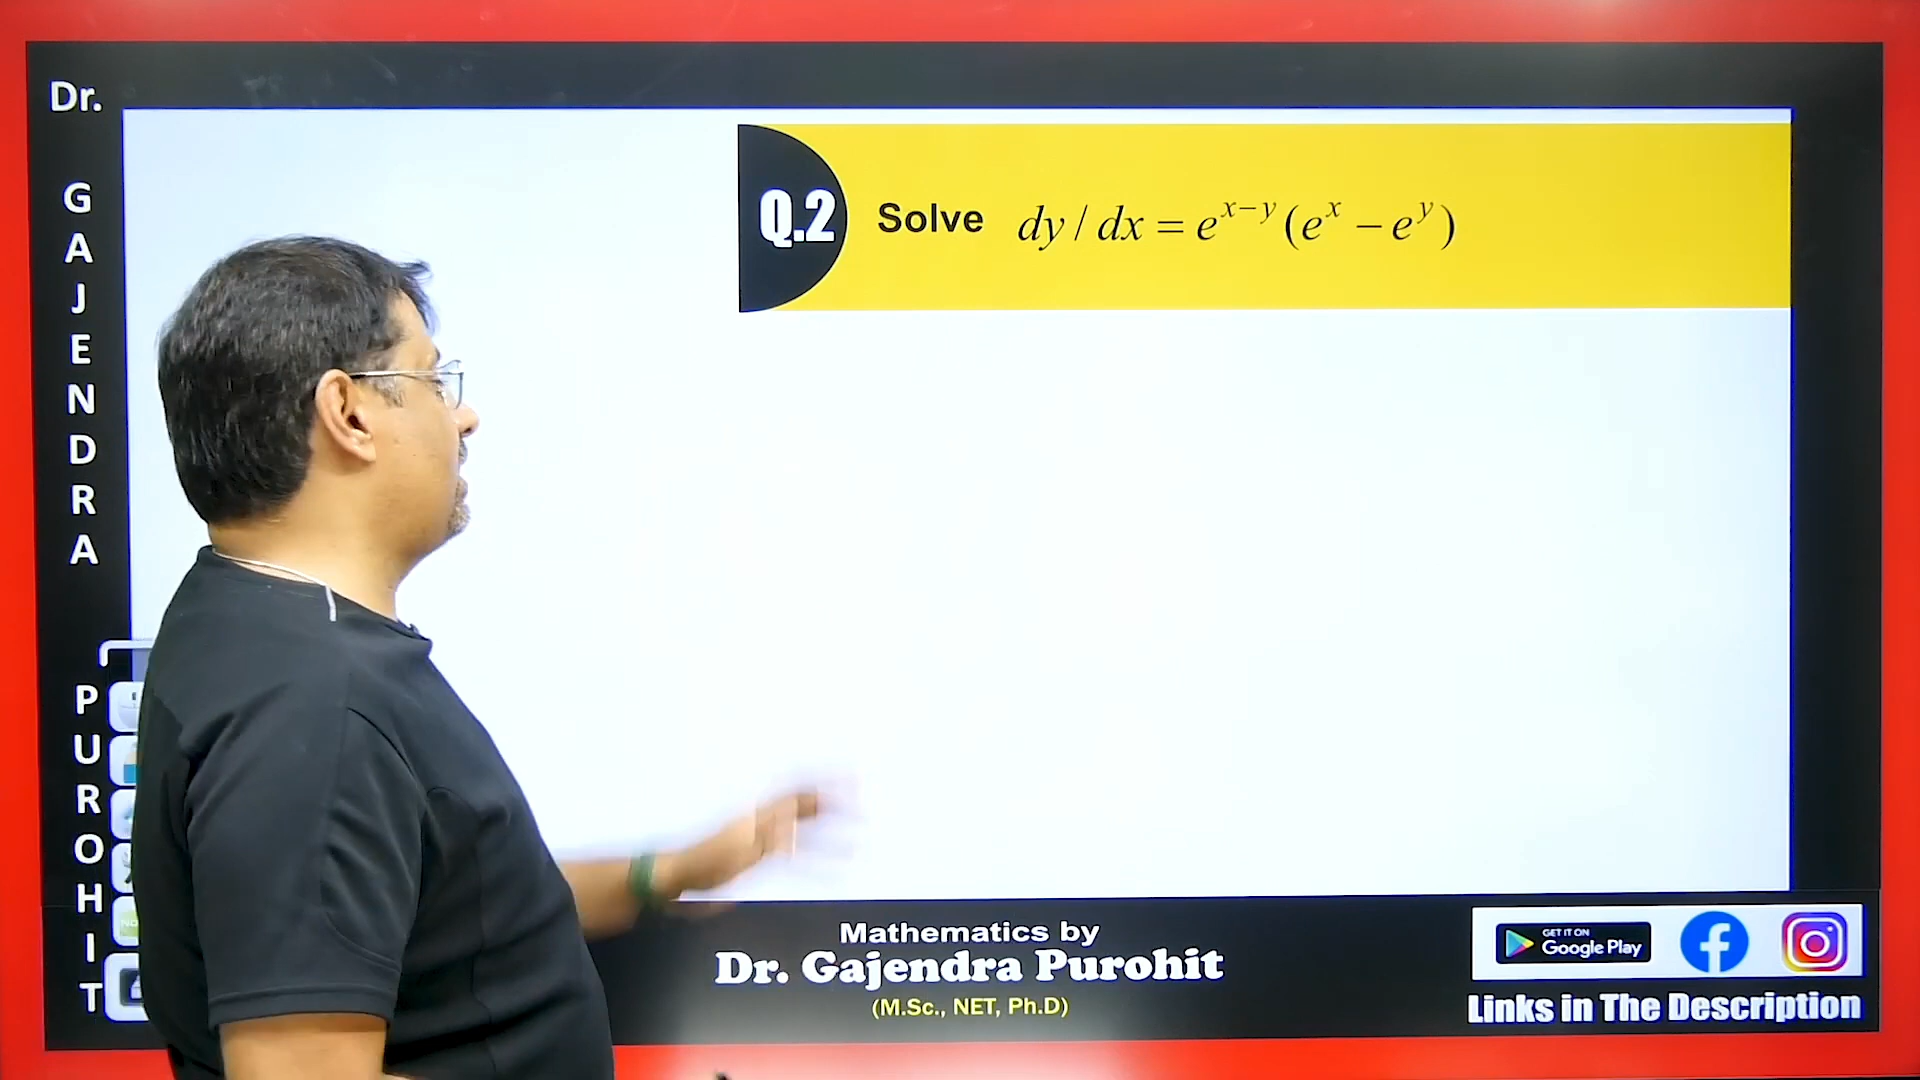 Dr.
GAJENDRA
PUROHIT
Q.2 Solve dy / dx = e^{x-y} (e^x - e^y)
Mathematics by
Dr. Gajendra Purohit
(M.Sc., NET, Ph.D)
GET IT ON
Google Play
Links in The Description